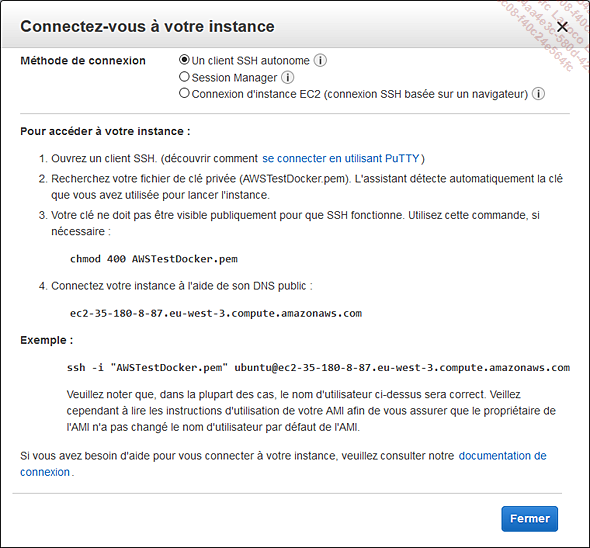 Connectez-vous à votre instance
Méthode de connexion
Un client SSH autonome
Session Manager
Connexion d'instance EC2 (connexion SSH basée sur un navigateur)
Pour accéder à votre instance :
1. Ouvrez un client SSH. (découvrir comment se connecter en utilisant PuTTY)
2. Recherchez votre fichier de clé privée (AWSTestDocker.pem). L'assistant détecte automatiquement la clé
que vous avez utilisée pour lancer l'instance.
3. Votre clé ne doit pas être visible publiquement pour que SSH fonctionne. Utilisez cette commande, si
nécessaire :
chmod 400 AWSTestDocker.pem
4. Connectez votre instance à l'aide de son DNS public :
ec2-35-180-8-87.eu-west-3.compute.amazonaws.com
Exemple :
ssh -i "AWSTestDocker.pem" ubuntu@ec2-35-180-8-87.eu-west-3.compute.amazonaws.com
Veuillez noter que, dans la plupart des cas, le nom d'utilisateur ci-dessus sera correct. Veillez
cependant à lire les instructions d'utilisation de votre AMI afin de vous assurer que le propriétaire de
l'AMI n'a pas changé le nom d'utilisateur par défaut de l'AMI.
Si vous avez besoin d'aide pour vous connecter à votre instance, veuillez consulter notre documentation de
connexion.
Fermer